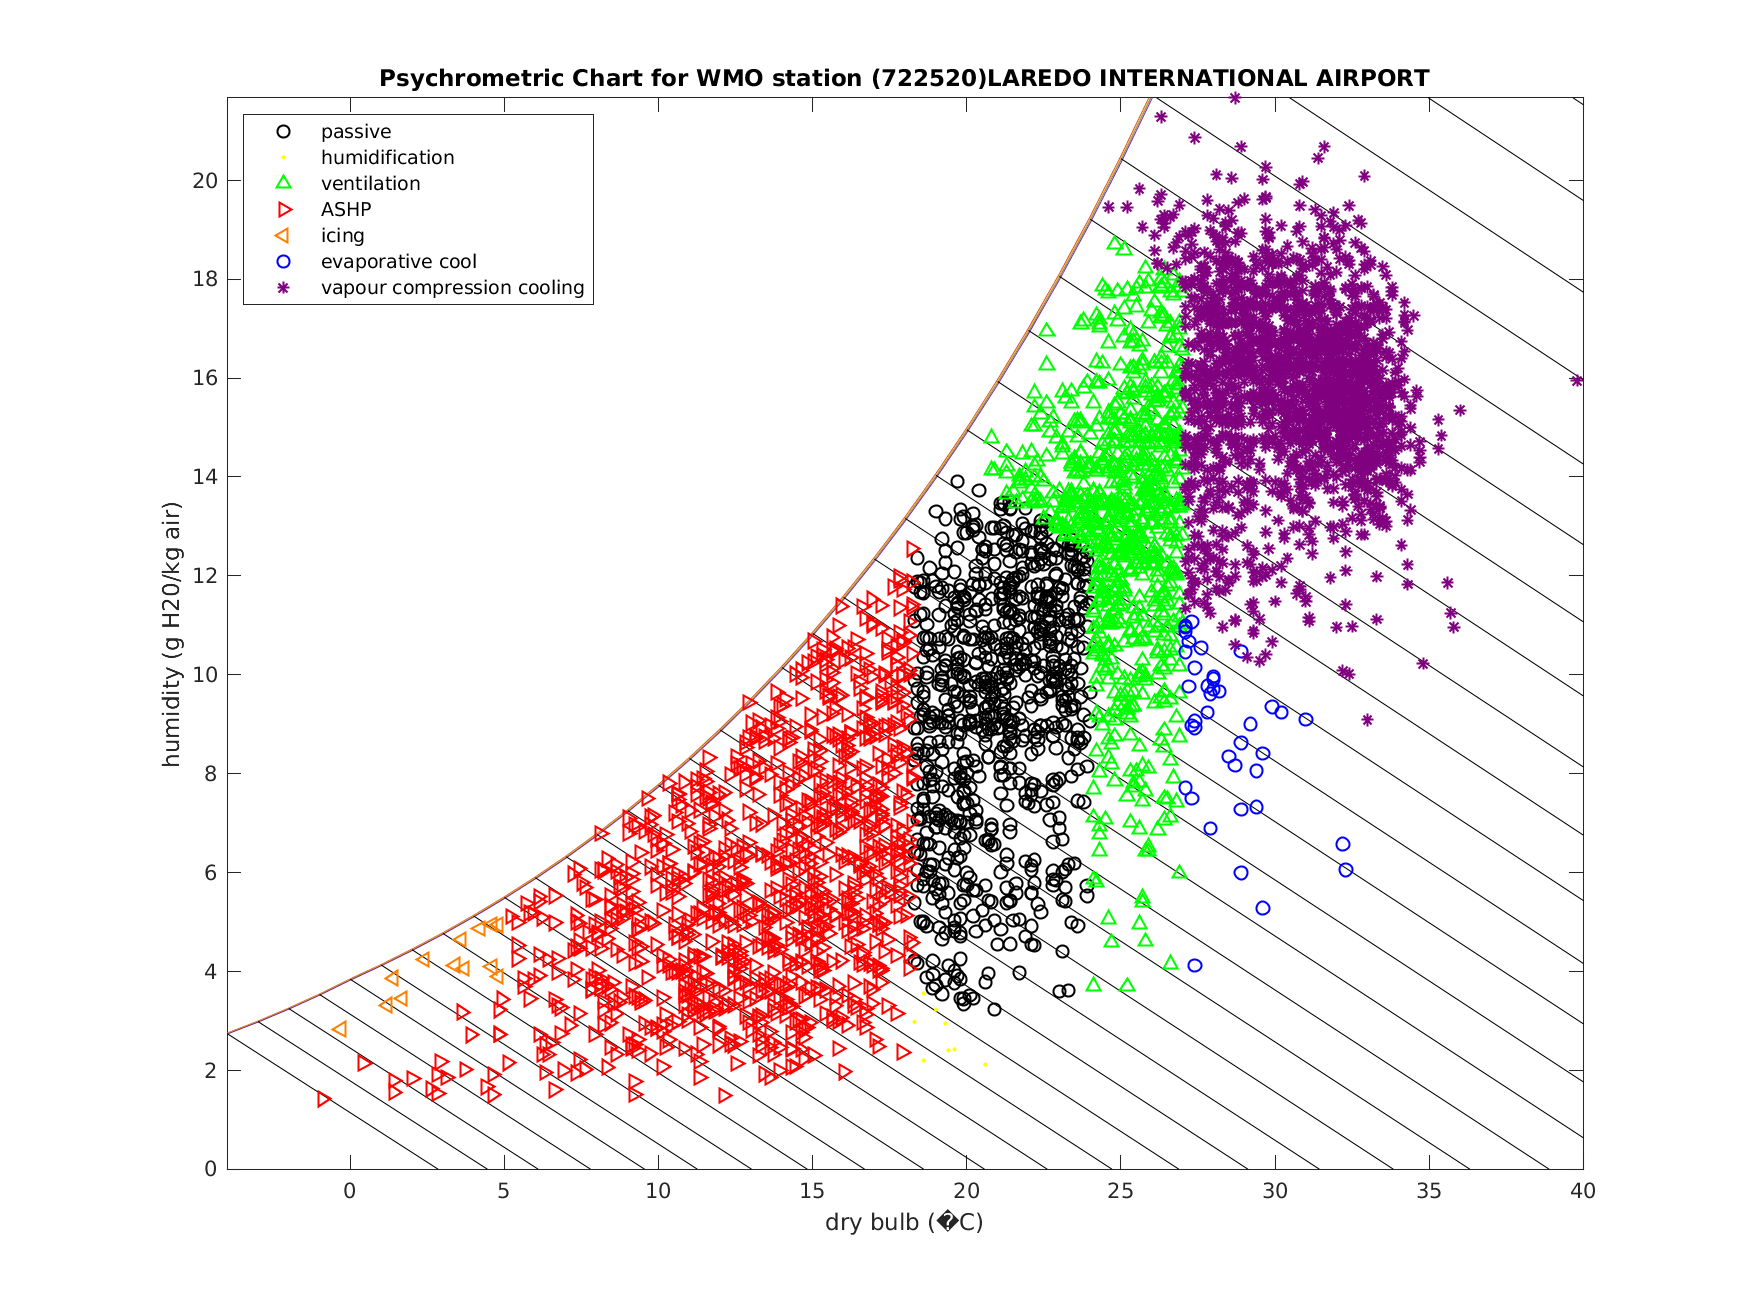 Psychrometric Chart for WMO station (722520)LAREDO INTERNATIONAL AIRPORT
passive
humidification
ventilation
ASHP
icing
evaporative cool
vapour compression cooling
humidity (g H20/kg air)
20
18
16
14
12
10
8
6
4
2
0
0 5 10 15 20 25 30 35 40
dry bulb (�C)